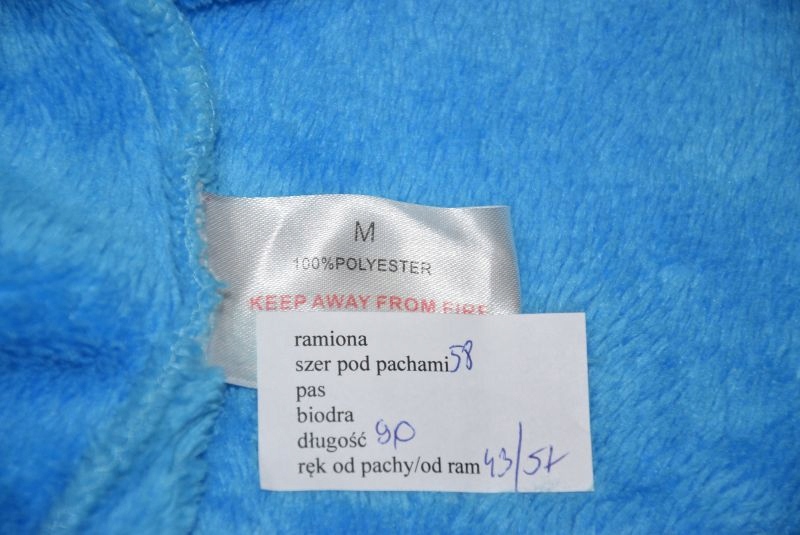 M
100%POLYESTER
KEEP AWAY FROM FIRE
ramiona
szer pod pachami 58
pas
biodra
długość 90
ręk od pachy/od ram 43/57